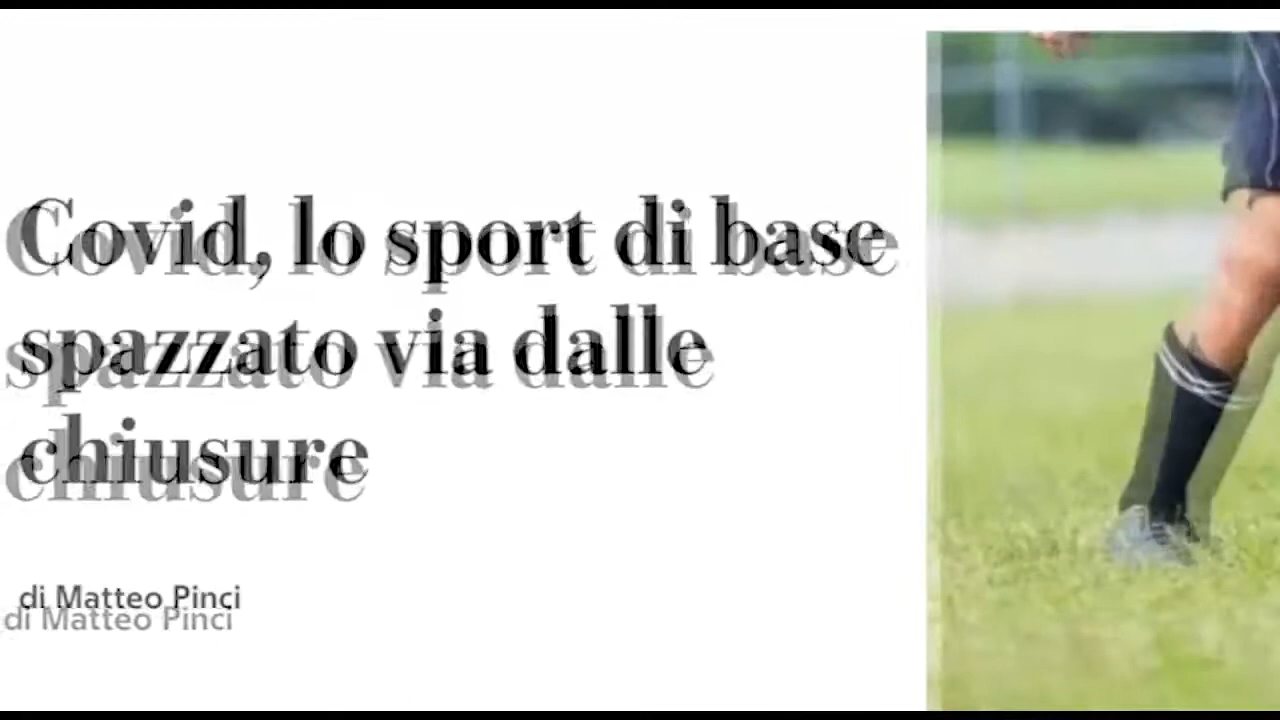 Covid, lo sport di base
spazzato via dalle
chiusure
di Matteo Pinci